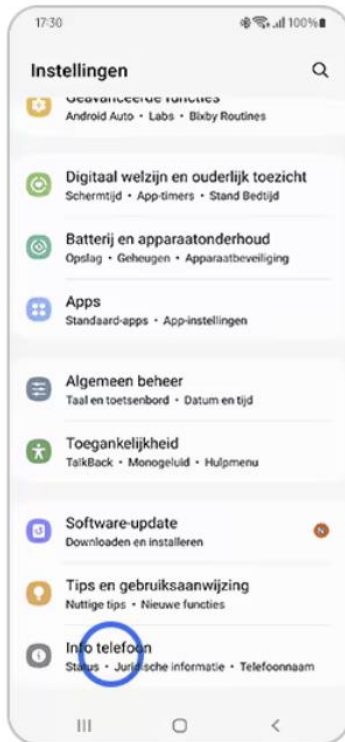 17:30 100%
Instellingen
Geavanceerde functies
Android Auto • Labs • Bixby Routines
Digitaal welzijn en ouderlijk toezicht
Schermtijd • App-timers • Stand Bedtijd
Batterij en apparaatonderhoud
Opslag • Geheugen • Apparaatbeveiliging
Apps
Standaard-apps • App-instellingen
Algemeen beheer
Taal en toetsenbord • Datum en tijd
Toegankelijkheid
TalkBack • Monogeluid • Hulpmenu
Software-update
Downloaden en installeren
N
Tips en gebruiksaanwijzing
Nuttige tips • Nieuwe functies
Info telefoon
Status • Juridische informatie • Telefoonnaam